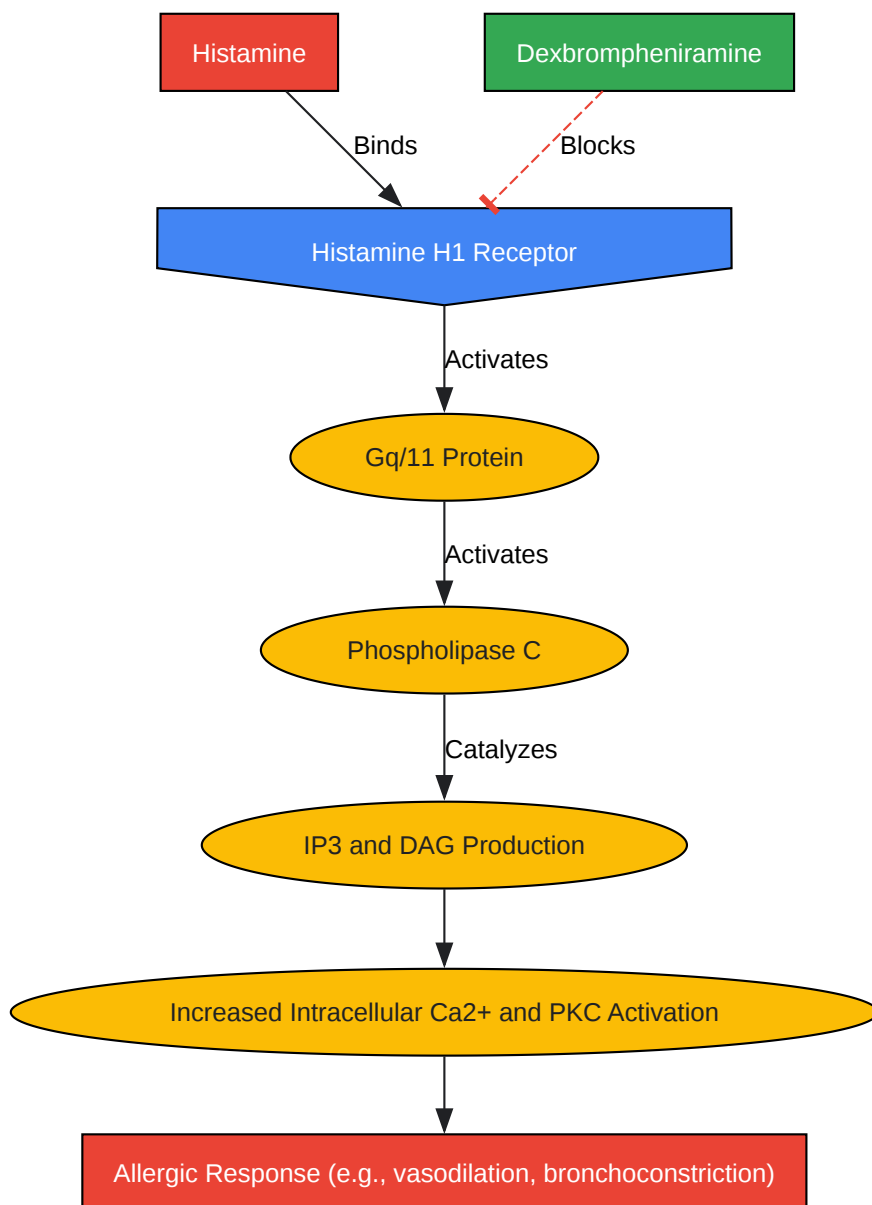 Histamine
Dexbrompheniramine
Binds
Blocks
Histamine H1 Receptor
Activates
Gq/11 Protein
Activates
Phospholipase C
Catalyzes
IP3 and DAG Production
Increased Intracellular Ca2+ and PKC Activation
Allergic Response (e.g., vasodilation, bronchoconstriction)